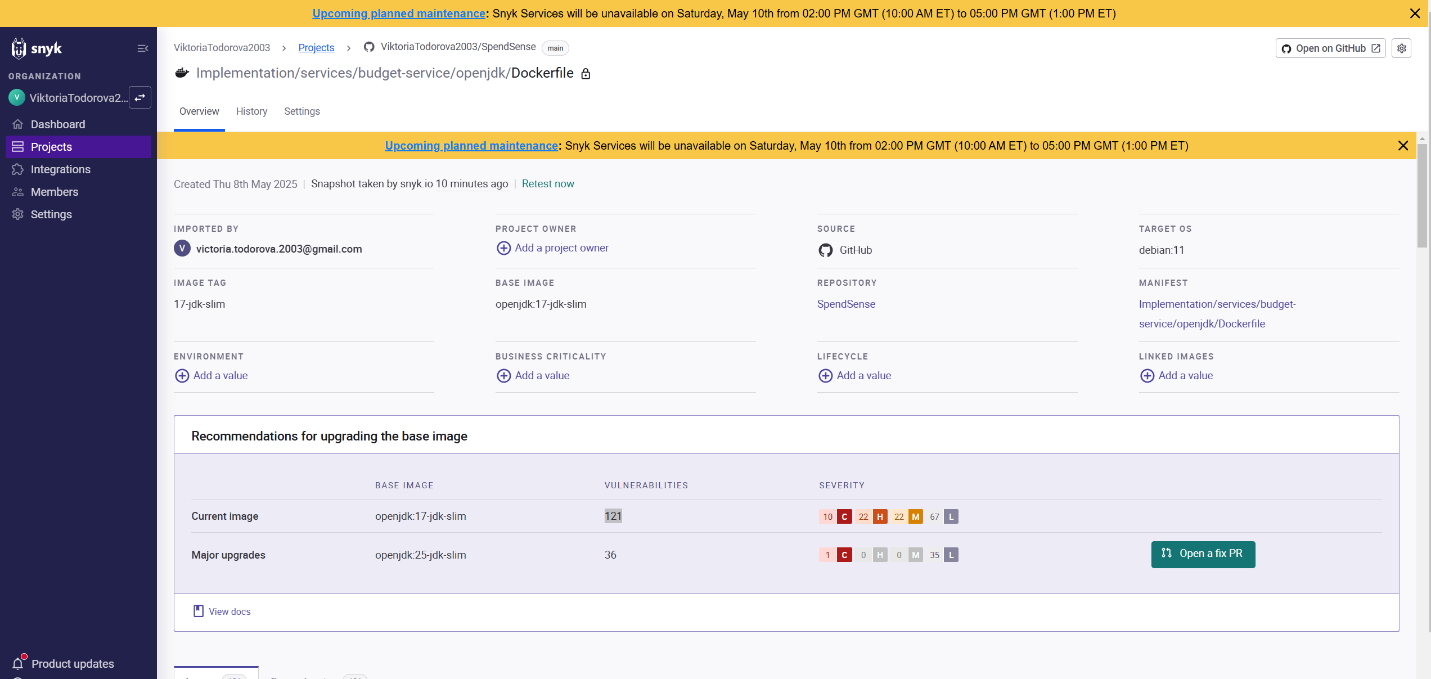 Upcoming planned maintenance: Snyk Services will be unavailable on Saturday, May 10th from 02:00 PM GMT (10:00 AM ET) to 05:00 PM GMT (1:00 PM ET)
snyk
ORGANIZATION
V ViktoriaTodorova2...
Dashboard
Projects
Integrations
Members
Settings
Product updates
ViktoriaTodorova2003 > Projects > ViktoriaTodorova2003/SpendSense main
Open on GitHub
Implementation/services/budget-service/openjdk/Dockerfile
Overview History Settings
Upcoming planned maintenance: Snyk Services will be unavailable on Saturday, May 10th from 02:00 PM GMT (10:00 AM ET) to 05:00 PM GMT (1:00 PM ET)
Created Thu 8th May 2025 | Snapshot taken by snyk io 10 minutes ago | Retest now
IMPORTED BY PROJECT OWNER SOURCE TARGET OS
V victoria.todorova.2003@gmail.com Add a project owner GitHub debian:11
IMAGE TAG BASE IMAGE REPOSITORY MANIFEST
17-jdk-slim openjdk:17-jdk-slim SpendSense Implementation/services/budget-
service/openjdk/Dockerfile
ENVIRONMENT BUSINESS CRITICALITY LIFECYCLE LINKED IMAGES
Add a value Add a value Add a value Add a value
Recommendations for upgrading the base image
BASE IMAGE VULNERABILITIES SEVERITY
Current image openjdk:17-jdk-slim 121 10 C 22 H 22 M 67 L
Major upgrades openjdk:25-jdk-slim 36 1 C 0 H 0 M 35 L Open a fix PR
View docs